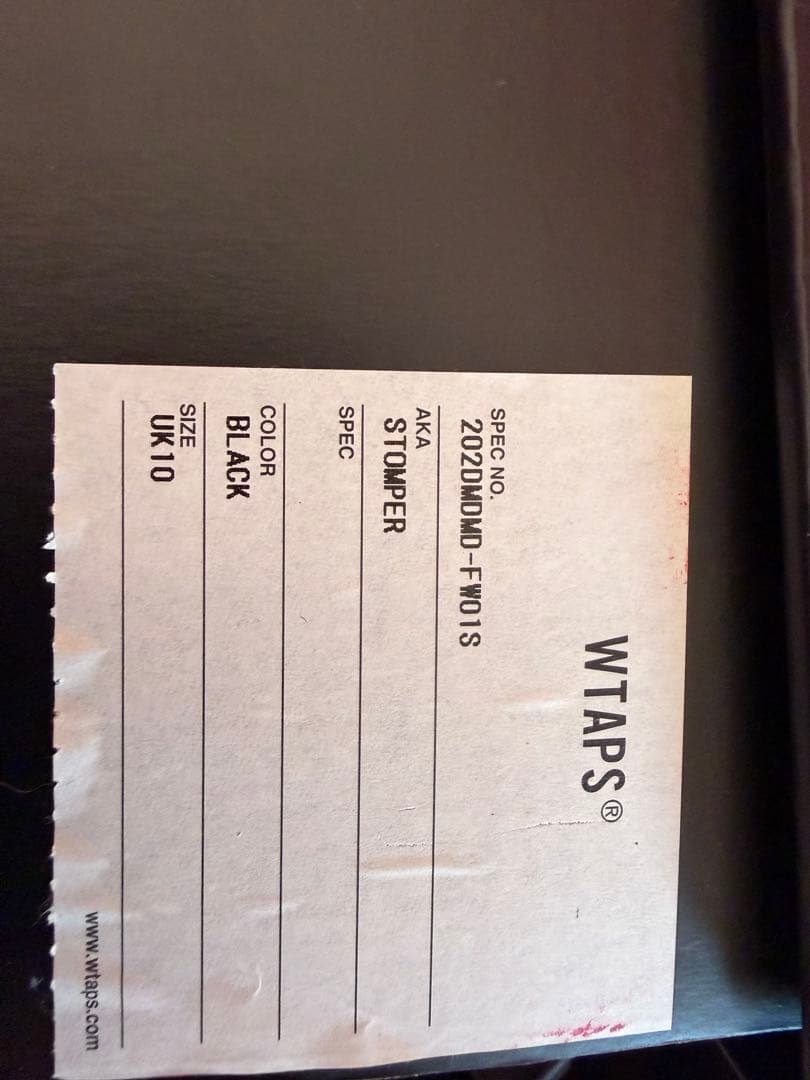 WTAPS®
SPEC NO.
202DMDMD-FW01S
AKA
STOMPER
SPEC
COLOR
BLACK
SIZE
UK10
www.wtaps.com